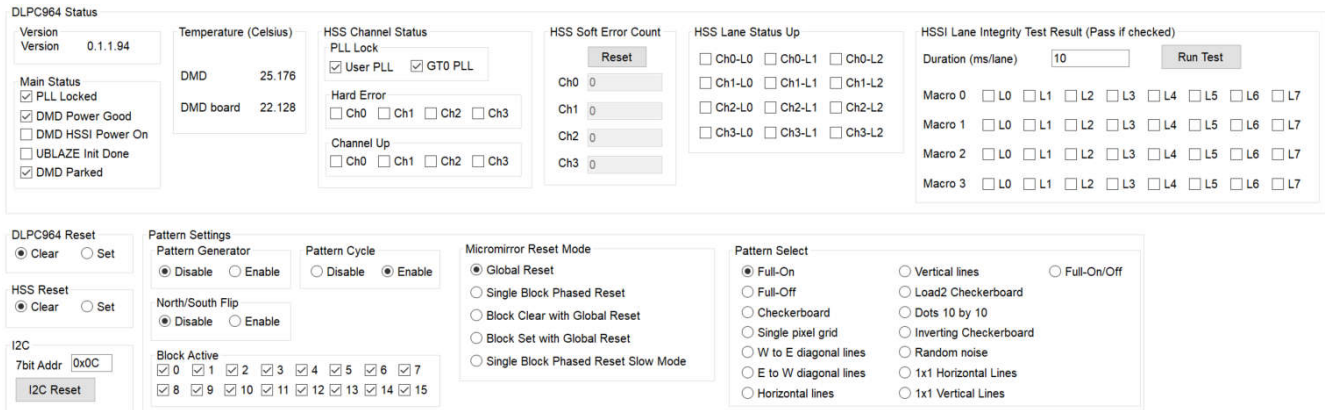 DLPC964 Status
Version
Version 0.1.1.94
Main Status
PLL Locked
DMD Power Good
DMD HSSI Power On
UBLAZE Init Done
DMD Parked
Temperature (Celsius)
DMD 25.176
DMD board 22.128
HSS Channel Status
PLL Lock
User PLL GT0 PLL
Hard Error
Ch0 Ch1 Ch2 Ch3
Channel Up
Ch0 Ch1 Ch2 Ch3
HSS Soft Error Count
Reset
Ch0 0
Ch1 0
Ch2 0
Ch3 0
HSS Lane Status Up
Ch0-L0 Ch0-L1 Ch0-L2
Ch1-L0 Ch1-L1 Ch1-L2
Ch2-L0 Ch2-L1 Ch2-L2
Ch3-L0 Ch3-L1 Ch3-L2
HSSI Lane Integrity Test Result (Pass if checked)
Duration (ms/lane) 10 Run Test
Macro 0 L0 L1 L2 L3 L4 L5 L6 L7
Macro 1 L0 L1 L2 L3 L4 L5 L6 L7
Macro 2 L0 L1 L2 L3 L4 L5 L6 L7
Macro 3 L0 L1 L2 L3 L4 L5 L6 L7
DLPC964 Reset
Clear Set
HSS Reset
Clear Set
I2C
7bit Addr 0x0C
I2C Reset
Pattern Settings
Pattern Generator
Disable Enable
Pattern Cycle
Disable Enable
North/South Flip
Disable Enable
Block Active
0 1 2 3 4 5 6 7
8 9 10 11 12 13 14 15
Micromirror Reset Mode
Global Reset
Single Block Phased Reset
Block Clear with Global Reset
Block Set with Global Reset
Single Block Phased Reset Slow Mode
Pattern Select
Full-On Vertical lines Full-On/Off
Full-Off Load2 Checkerboard
Checkerboard Dots 10 by 10
Single pixel grid Inverting Checkerboard
W to E diagonal lines Random noise
E to W diagonal lines 1x1 Horizontal Lines
Horizontal lines 1x1 Vertical Lines